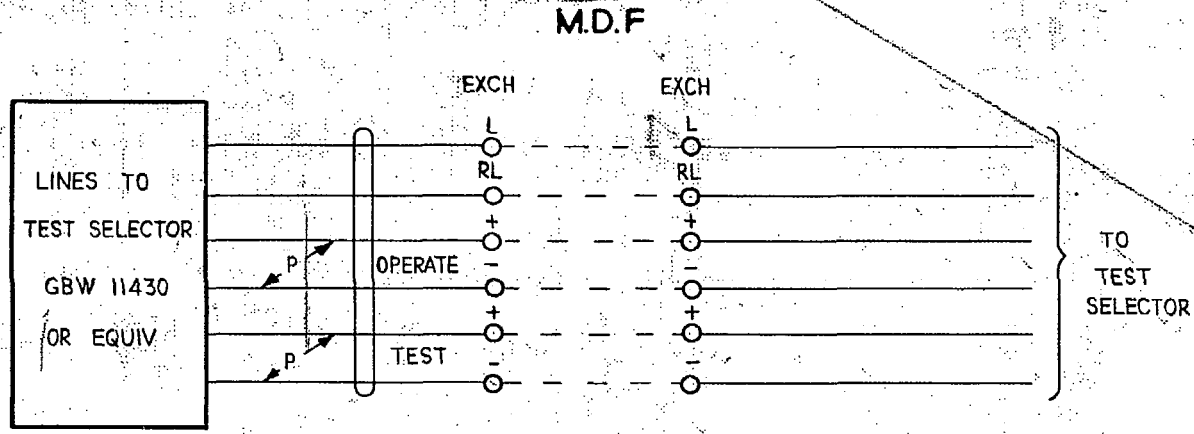 M.D.F
EXCH EXCH
L L
LINES TO
TEST SELECTOR
GBW 11430
OR EQUIV
RL RL
+ +
P OPERATE
- -
+ +
P TEST
- -
TO
TEST
SELECTOR